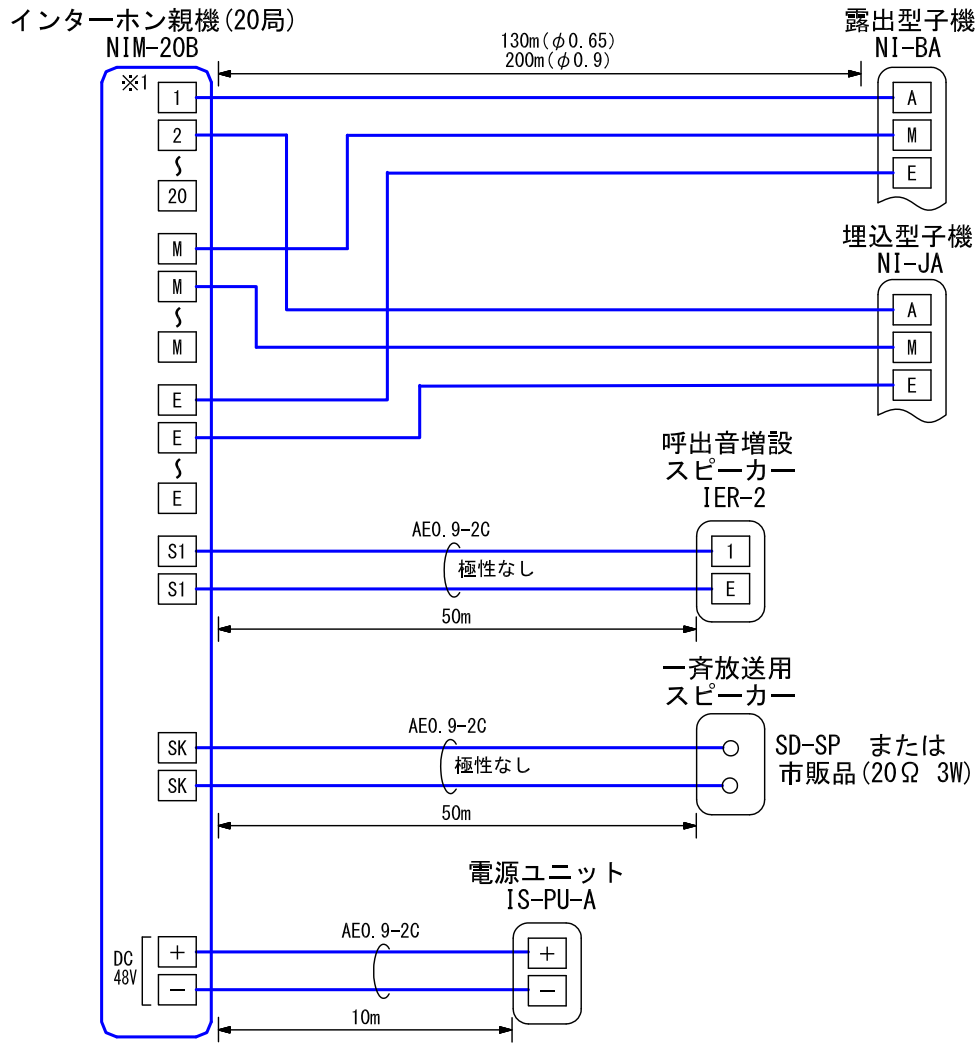 インターホン親機(20局)
NIM-20B
※1
1
2
～
20
M
M
～
M
E
E
～
E
S1
S1
SK
SK
DC
48V
+
−
130m(φ0.65)
200m(φ0.9)
露出型子機
NI-BA
A
M
E
埋込型子機
NI-JA
A
M
E
呼出音増設
スピーカー
IER-2
AE0.9-2C
極性なし
1
E
50m
一斉放送用
スピーカー
AE0.9-2C
極性なし
SD-SP または
市販品(20Ω 3W)
50m
電源ユニット
IS-PU-A
AE0.9-2C
+
−
10m